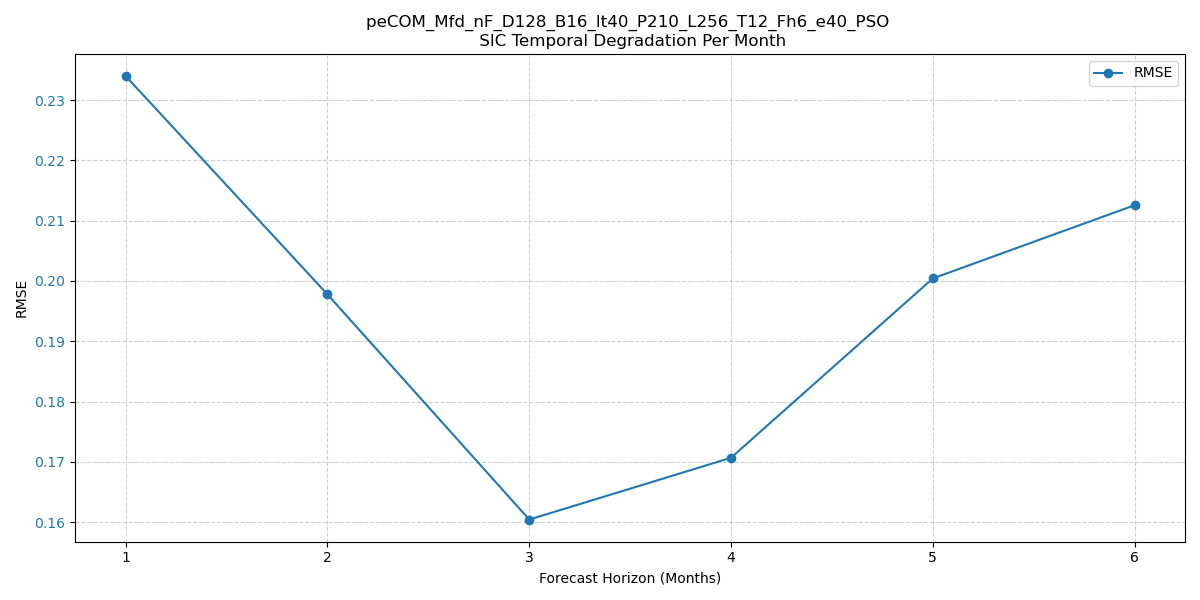 peCOM_Mfd_nF_D128_B16_lt40_P210_L256_T12_Fh6_e40_PSO
SIC Temporal Degradation Per Month
RMSE
0.23
0.22
0.21
0.20
0.19
0.18
0.17
0.16
RMSE
1 2 3 4 5 6
Forecast Horizon (Months)